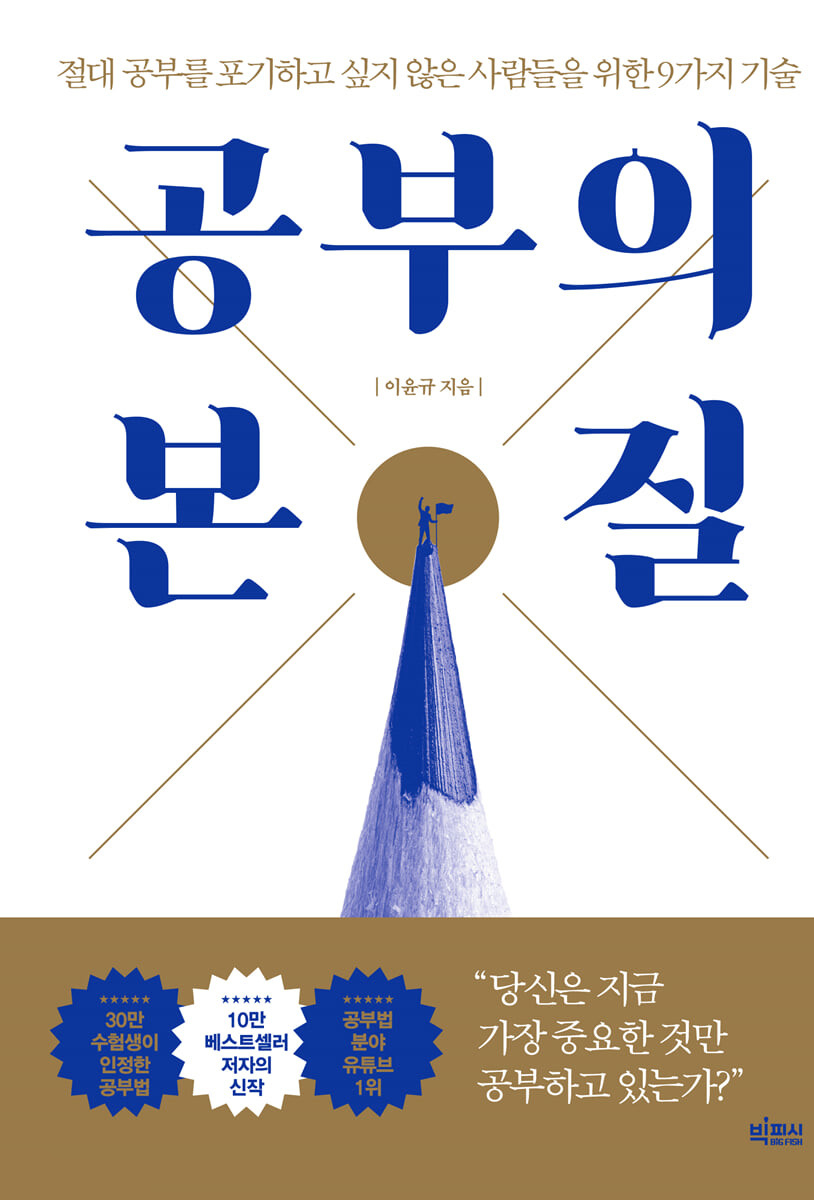 절대 공부를 포기하고 싶지 않은 사람들을 위한 9가지 기술
공부의
| 이윤규 지음 |
본질
★★★★★
30만
수험생이
인정한
공부법
★★★★★
10만
베스트셀러
저자의
신작
★★★★★
공부법
분야
유튜브
1위
“당신은 지금
가장 중요한 것만
공부하고 있는가?”
빅피시
BIG FISH